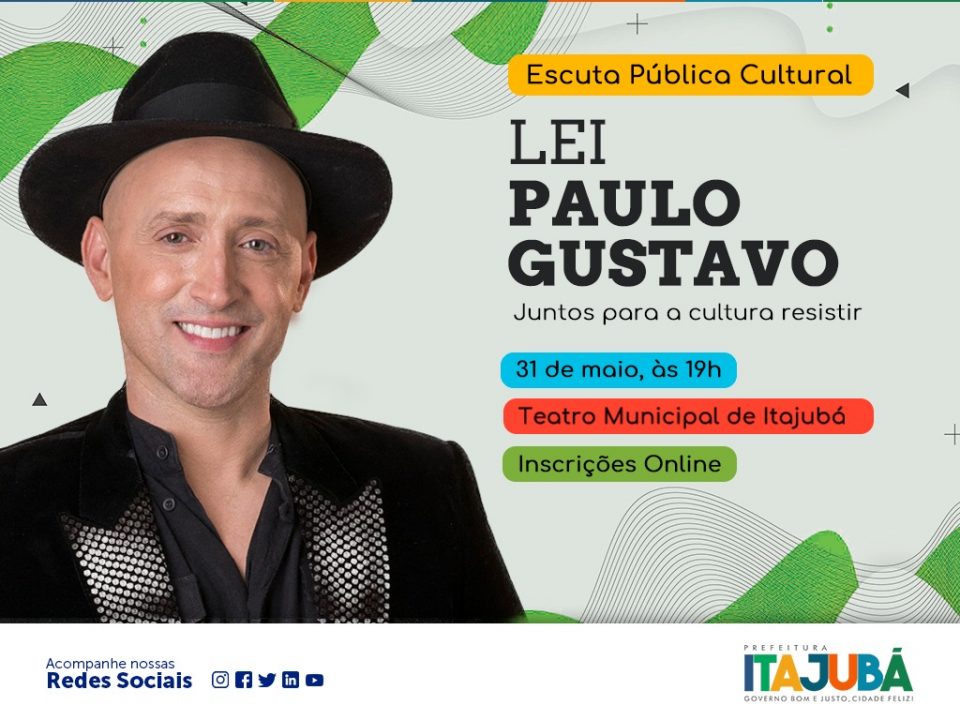 Escuta Pública Cultural
LEI
PAULO
GUSTAVO
Juntos para a cultura resistir
31 de maio, às 19h
Teatro Municipal de Itajubá
Inscrições Online
Acompanhe nossas
Redes Sociais
PREFEITURA
ITAJUBÁ
GOVERNO BOM E JUSTO, CIDADE FELIZ!